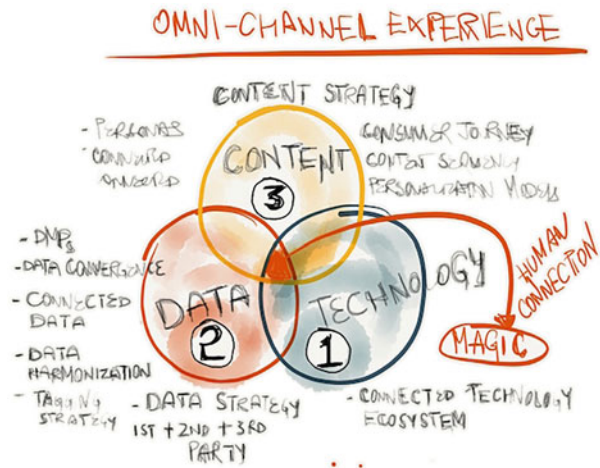 OMNI-CHANNEL EXPERIENCE
CONTENT STRATEGY
- PERSONAS
CONTENT
3
CONSUMER JORNEY
PERSONALIZATION MODELS
- DMPs
- DATA CONVERGENCE
- CONNECTED
DATA
- DATA
HARMONIZATION
- TAGGING
STRATEGY
DATA
2
TECHNOLOGY
1
HUMAN
CONNECTION
MAGIC
- DATA STRATEGY
1ST + 2ND + 3RD
PARTY
- CONNECTED TECHNOLOGY
ECOSYSTEM